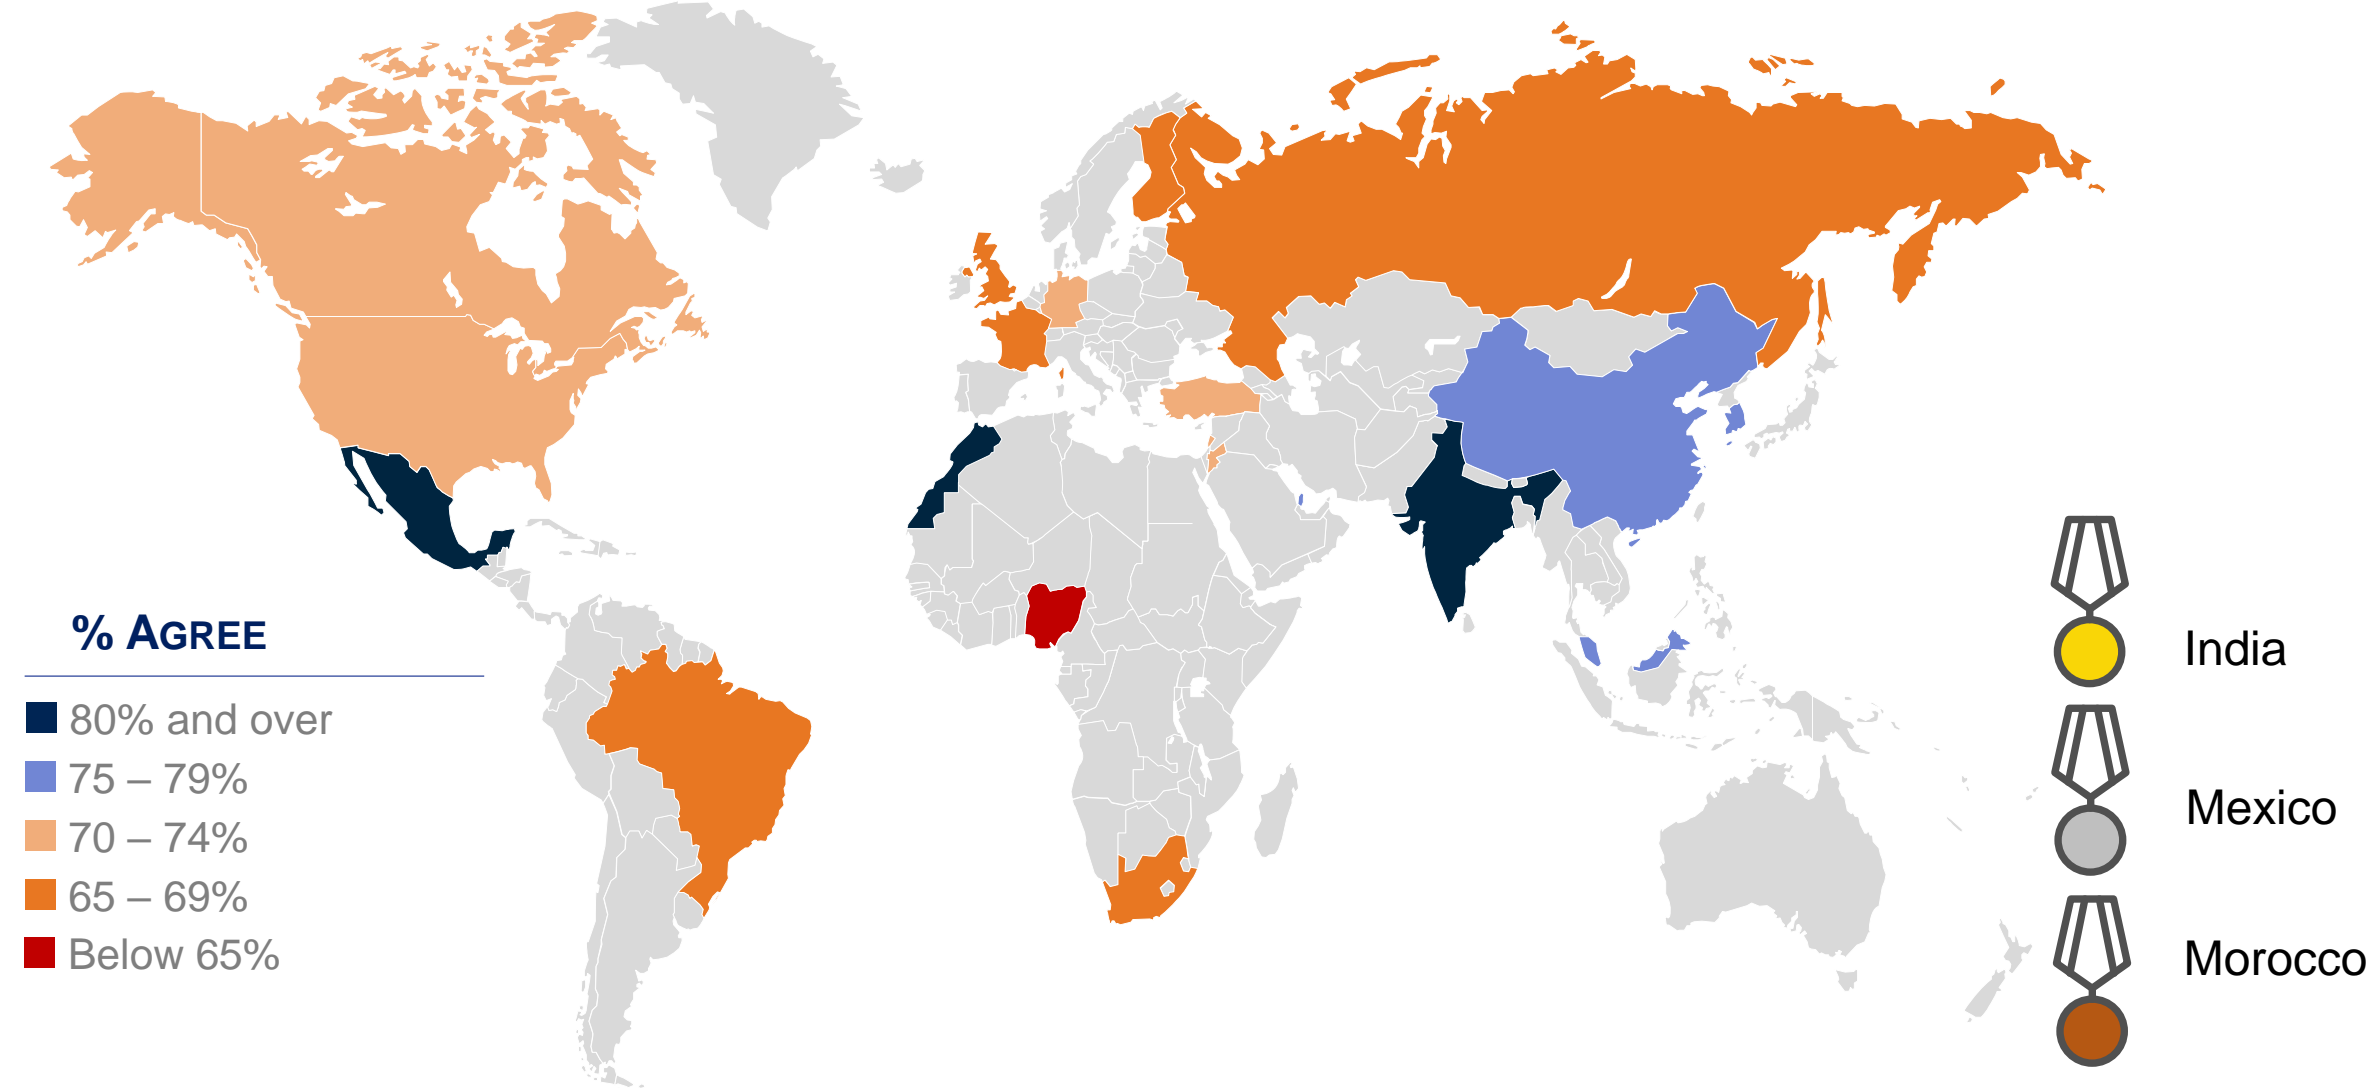 % AGREE
80% and over
75 – 79%
70 – 74%
65 – 69%
Below 65%
India
Mexico
Morocco